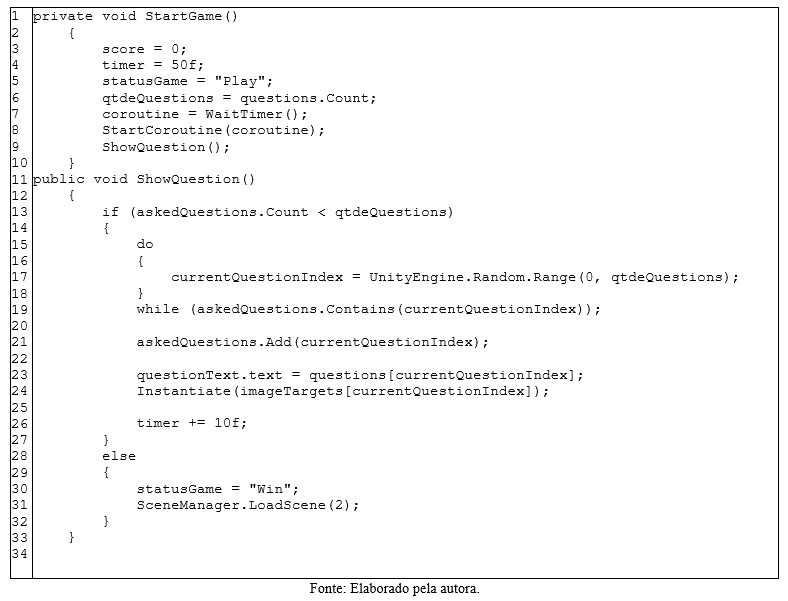 1 private void StartGame()
2 {
3 score = 0;
4 timer = 50f;
5 statusGame = "Play";
6 qtdeQuestions = questions.Count;
7 coroutine = WaitTimer();
8 StartCoroutine(coroutine);
9 ShowQuestion();
10 }
11 public void ShowQuestion()
12 {
13 if (askedQuestions.Count < qtdeQuestions)
14 {
15 do
16 {
17 currentQuestionIndex = UnityEngine.Random.Range(0, qtdeQuestions);
18 }
19 while (askedQuestions.Contains(currentQuestionIndex));
20
21 askedQuestions.Add(currentQuestionIndex);
22
23 questionText.text = questions[currentQuestionIndex];
24 Instantiate(imageTargets[currentQuestionIndex]);
25
26 timer += 10f;
27 }
28 else
29 {
30 statusGame = "Win";
31 SceneManager.LoadScene(2);
32 }
33 }
34
Fonte: Elaborado pela autora.